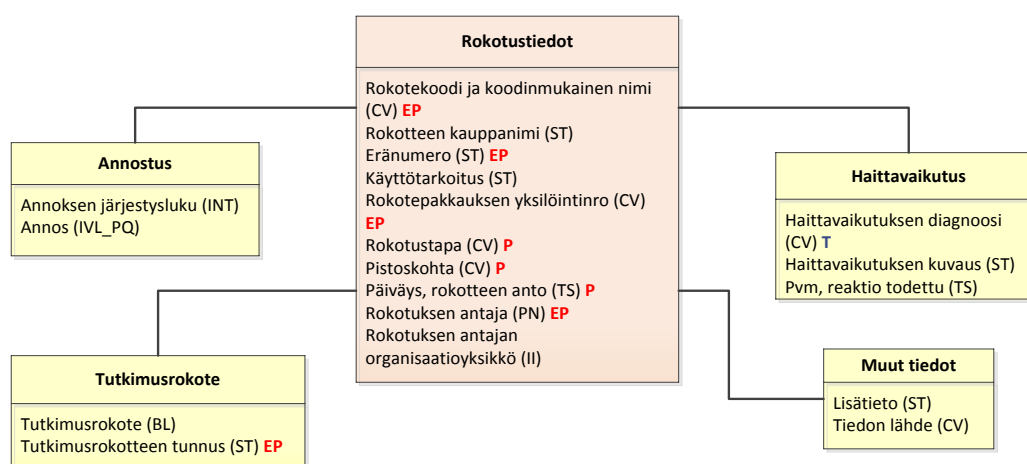 Rokotustiedot
Rokotekoodi ja koodinmukainen nimi
(CV) EP
Rokotteen kauppanimi (ST)
Eränumero (ST) EP
Käyttötarkoitus (ST)
Rokotepakkauksen yksilöintinro (CV)
EP
Rokotustapa (CV) P
Pistoskohta (CV) P
Päiväys, rokotteen anto (TS) P
Rokotuksen antaja (PN) EP
Rokotuksen antajan
organisaatioyksikkö (II)
Annostus
Annoksen järjestysluku (INT)
Annos (IVL_PQ)
Haittavaikutus
Haittavaikutuksen diagnoosi
(CV) T
Haittavaikutuksen kuvaus (ST)
Pvm, reaktio todettu (TS)
Tutkimusrokote
Tutkimusrokote (BL)
Tutkimusrokotteen tunnus (ST) EP
Muut tiedot
Lisätieto (ST)
Tiedon lähde (CV)